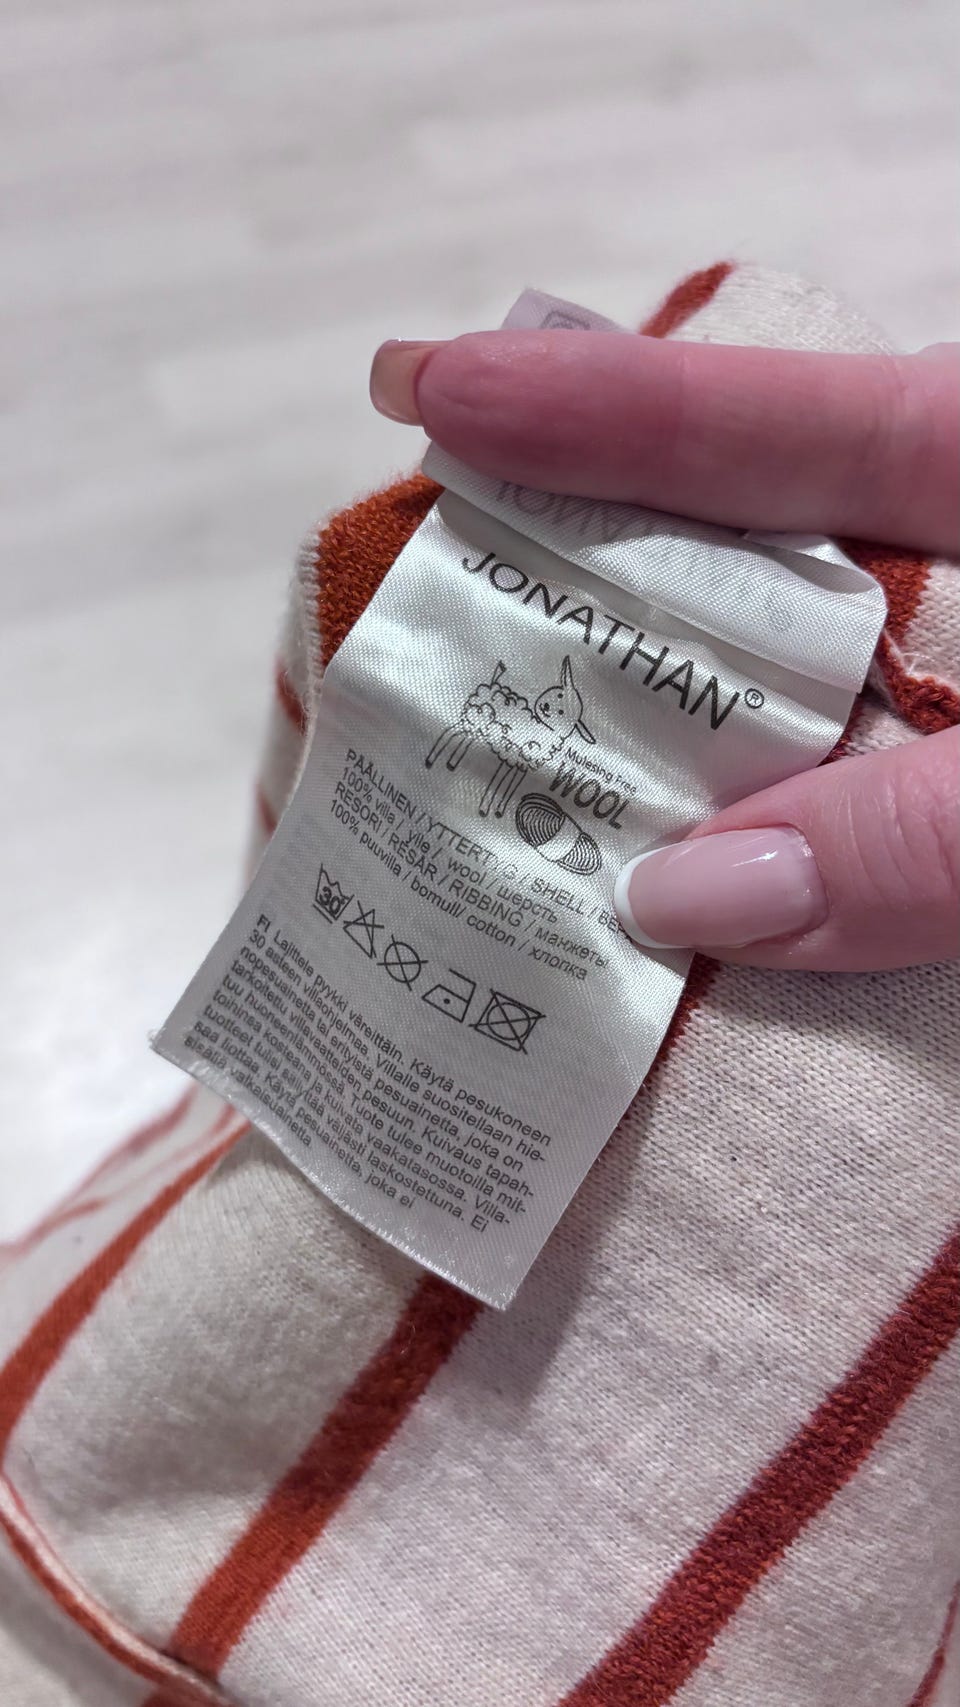 JONATHAN®
Mulesing Free
WOOL
PÄÄLLINEN / YTTERTYG / SHELL /
100% villa / ylle / wool / шерсть
RESORI / RESÅR / RIBBING / манжеты
100% puuvilla / bomull/ cotton / хлопка
30
FI Lajittele pyykki väreittäin. Käytä pesukoneen
30 asteen villaohjelmaa. Villalle suositellaan hie-
nopesuainetta tai erityistä pesuainetta, joka on
tarkoitettu villavaatteiden pesuun. Kuivaus tapah-
tuu huoneenlämmössä. Tuote tulee muotoilla mit-
toihinsa kosteana ja kuivata vaakatasossa. Villa-
tuotteet tulisi säilyttää väljästi laskostettuna. Ei
saa liottaa. Käytä pesuainetta, joka ei
sisällä valkaisuainetta